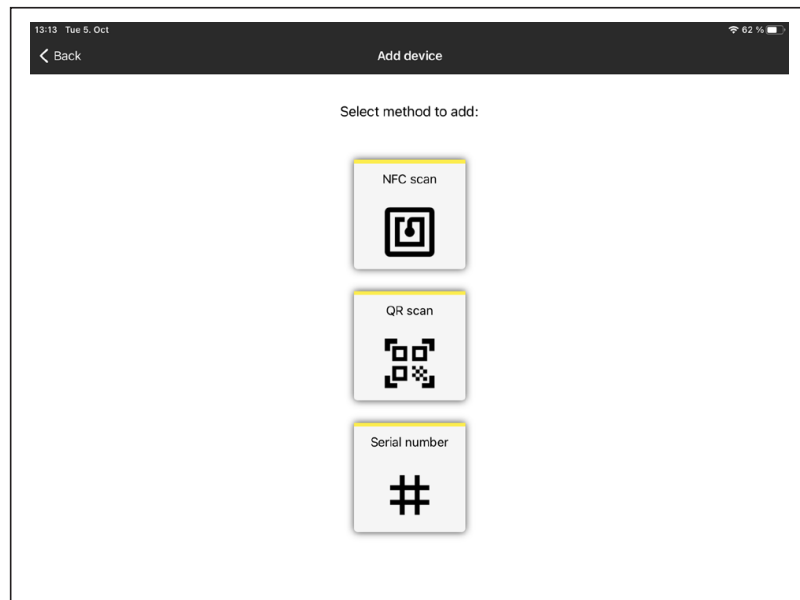 13:13 Tue 5. Oct 62 %
Back Add device
Select method to add:
NFC scan
QR scan
Serial number